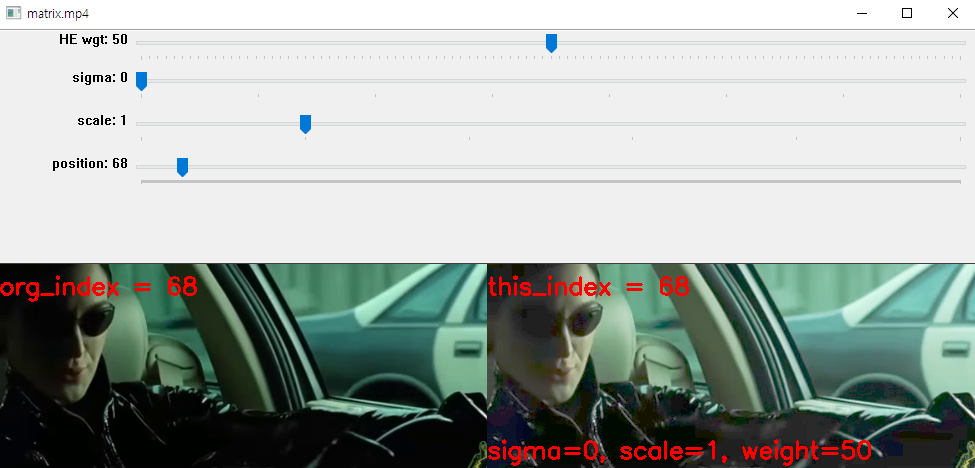 matrix.mp4
HE wgt: 50
sigma: 0
scale: 1
position: 68
org_index = 68
this_index = 68
sigma=0, scale=1, weight=50